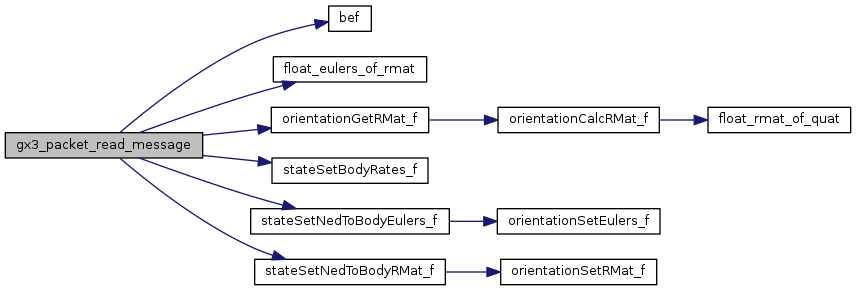 bef
float_eulers_of_rmat
orientationGetRMat_f
orientationCalcRMat_f
float_rmat_of_quat
gx3_packet_read_message
stateSetBodyRates_f
stateSetNedToBodyEulers_f
orientationSetEulers_f
stateSetNedToBodyRMat_f
orientationSetRMat_f